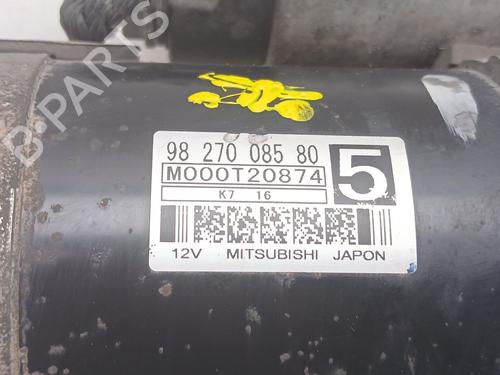 B-PARTS
98 270 085 80
M000T20874
5
K7 16
12V MITSUBISHI JAPON